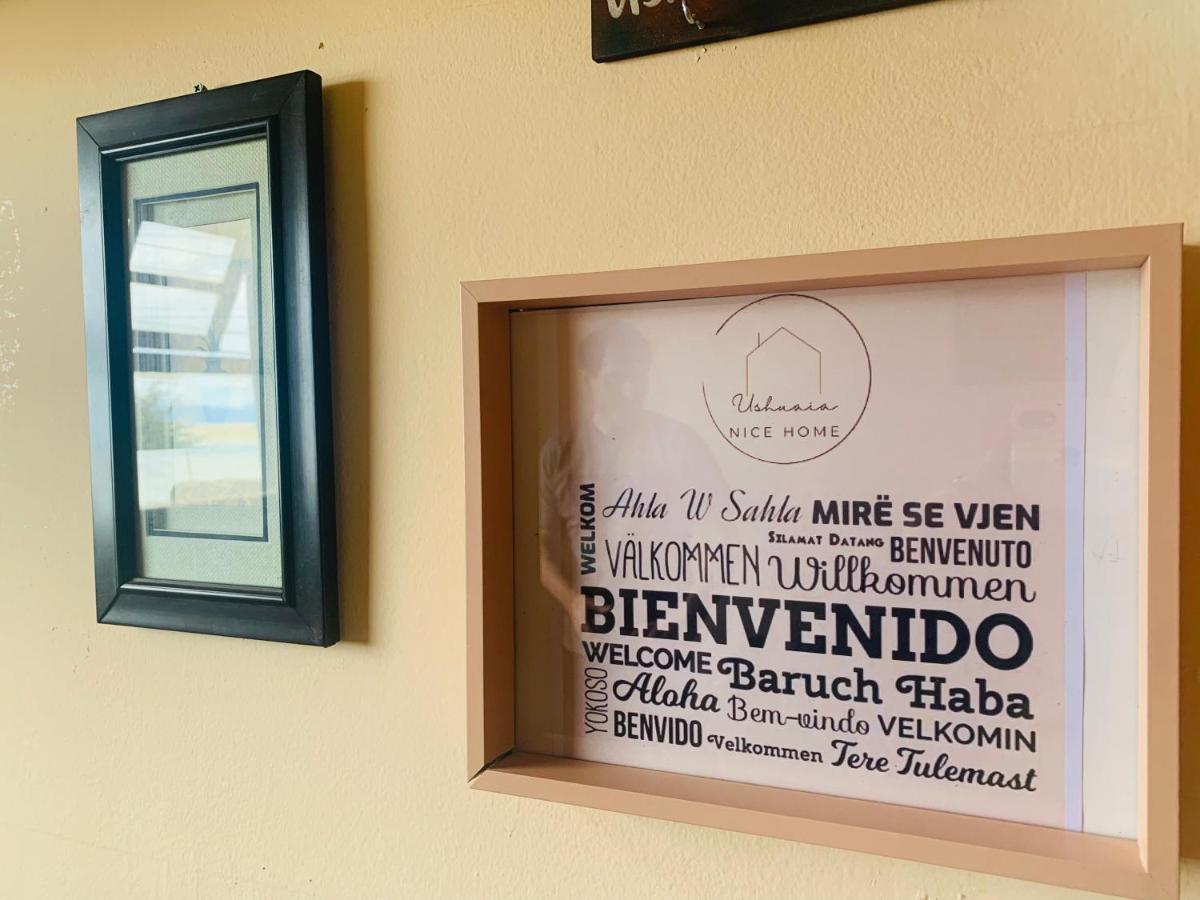 Ushuaia
NICE HOME
WELKOM
Ahla W Sahla MIRË SE VJEN
SELAMAT DATANG BENVENUTO
VÄLKOMMEN Willkommen
BIENVENIDO
WELCOME Baruch Haba
YOKOSO
Aloha Bem-vindo VELKOMIN
BENVIDO Velkommen Tere Tulemast